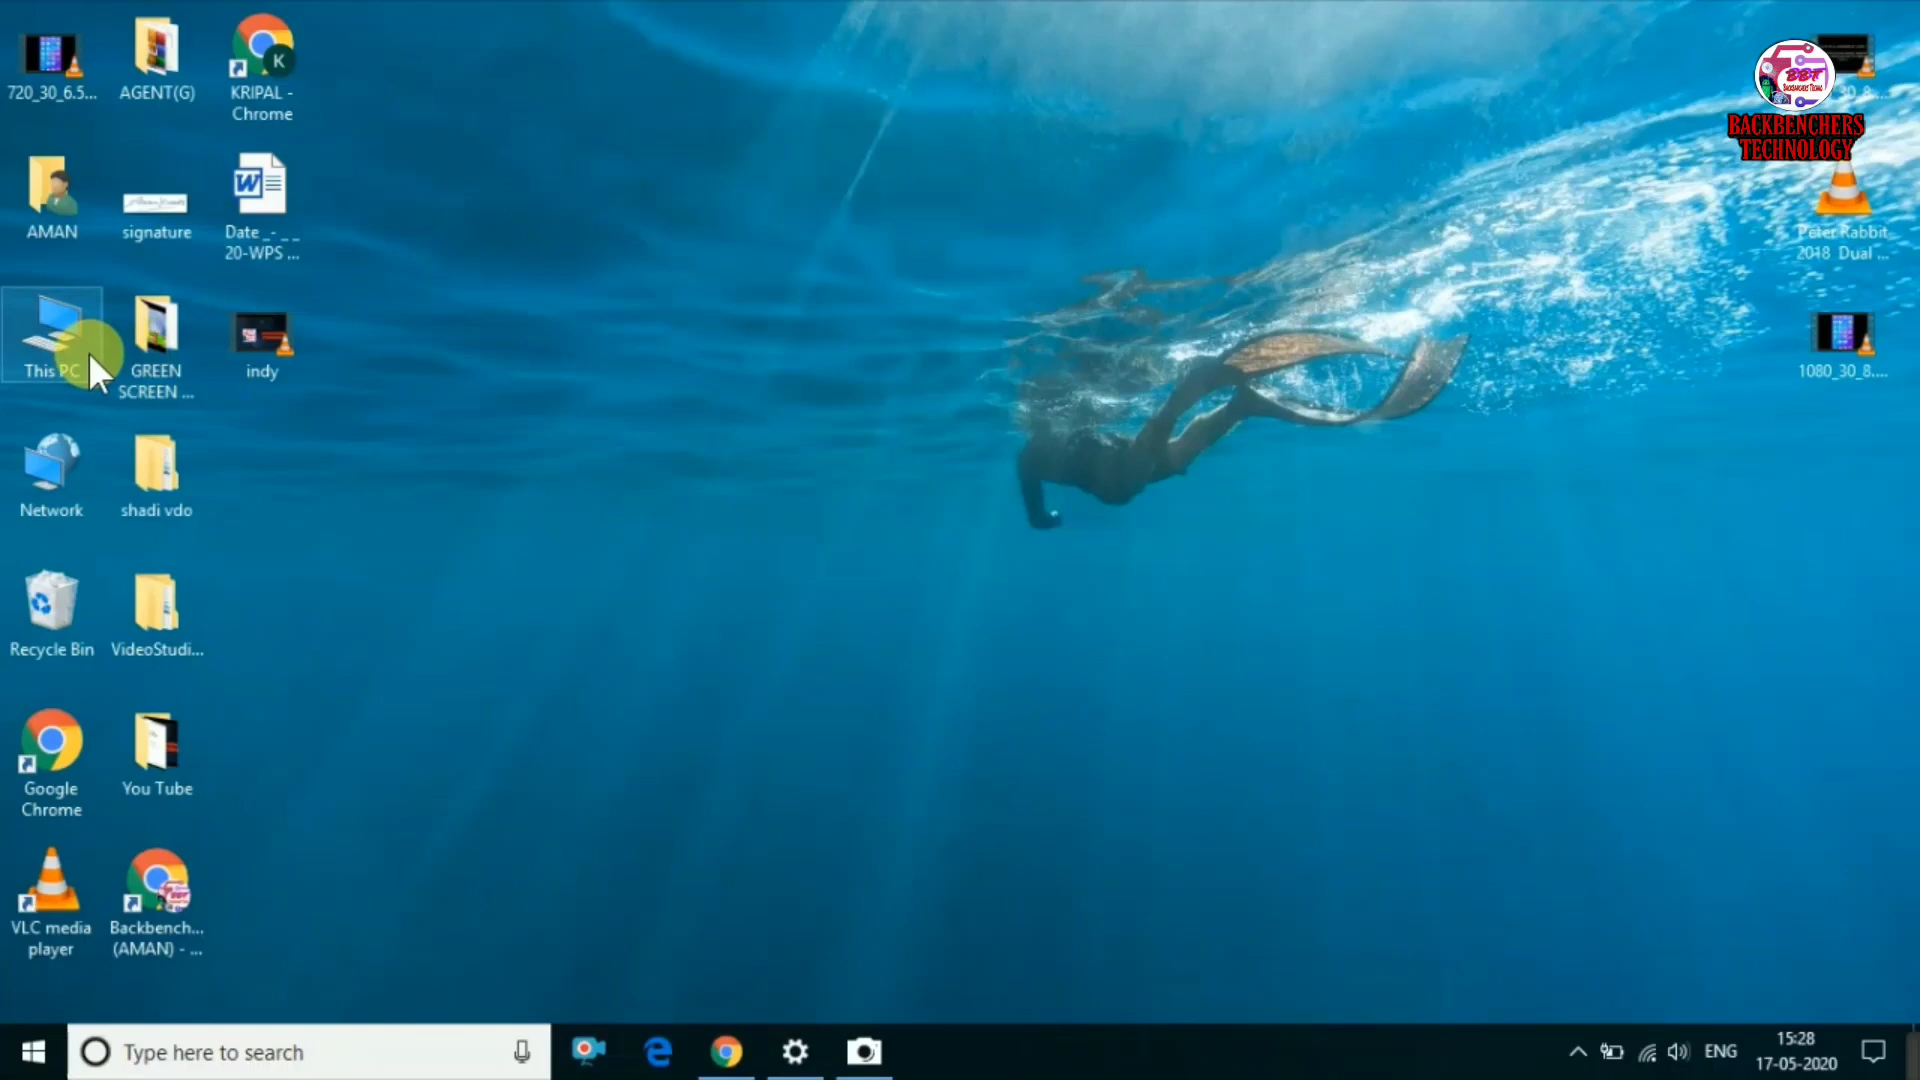 720_30_6.5...
AGENT(G)
K
KRIPAL -
Chrome
AMAN
signature
W
Date _-_ _
20-WPS ...
This PC
GREEN
SCREEN ...
indy
Network
shadi vdo
Recycle Bin
VideoStudi...
Google
Chrome
You Tube
VLC media
player
Backbench...
(AMAN) - ...
BBT
BACKBENCHERS
TECHNOLOGY
Peter Rabbit
2018 Dual ...
1080_30_8....
Type here to search
ENG
15:28
17-05-2020